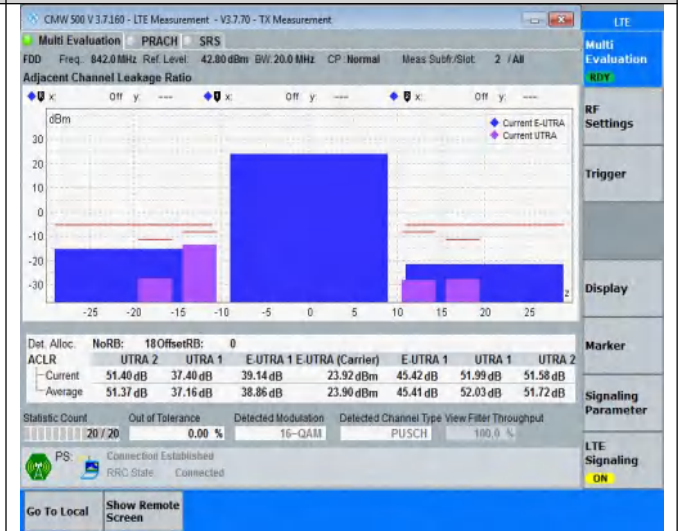 CMW 500 V 3.7.160 - LTE Measurement - V3.7.70 - TX Measurement
LTE
Multi Evaluation PRACH SRS
Multi Evaluation
RDY
FDD Freq.: 842.0 MHz Ref. Level: 42.80 dBm BW: 20.0 MHz CP: Normal Meas Subfr./Slot: 2 / All
Adjacent Channel Leakage Ratio
x: Off y: --- x: Off y: --- x: Off y: ---
dBm
Current E-UTRA
Current UTRA
30
20
10
0
-10
-20
-30
-25 -20 -15 -10 -5 0 5 10 15 20 25
z
RF Settings
Trigger
Display
Marker
Signaling Parameter
LTE Signaling
ON
Det. Alloc. NoRB: 18 OffsetRB: 0
ACLR UTRA 2 UTRA 1 E-UTRA 1 E-UTRA (Carrier) E-UTRA 1 UTRA 1 UTRA 2
Current 51.40 dB 37.40 dB 39.14 dB 23.92 dBm 45.42 dB 51.99 dB 51.58 dB
Average 51.37 dB 37.16 dB 38.86 dB 23.90 dBm 45.41 dB 52.03 dB 51.72 dB
Statistic Count Out of Tolerance Detected Modulation Detected Channel Type View Filter Throughput
20 / 20 0.00 % 16-QAM PUSCH 100.0 %
PS: Connection Established
RRC State Connected
Go To Local
Show Remote Screen